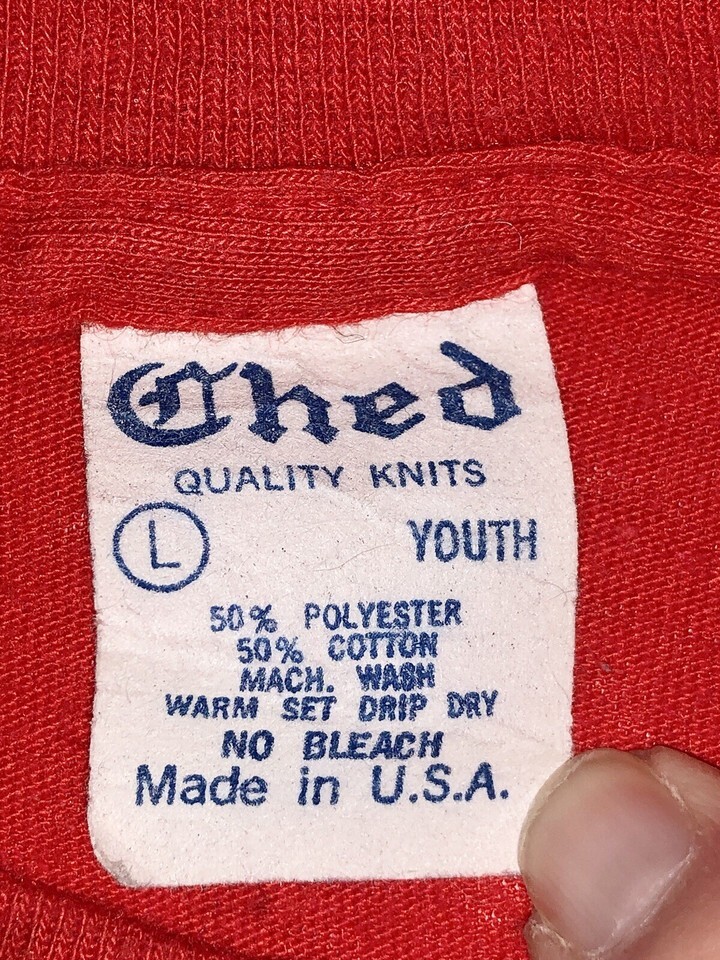 Ched
QUALITY KNITS
L YOUTH
50% POLYESTER
50% COTTON
MACH. WASH
WARM SET DRIP DRY
NO BLEACH
Made in U.S.A.